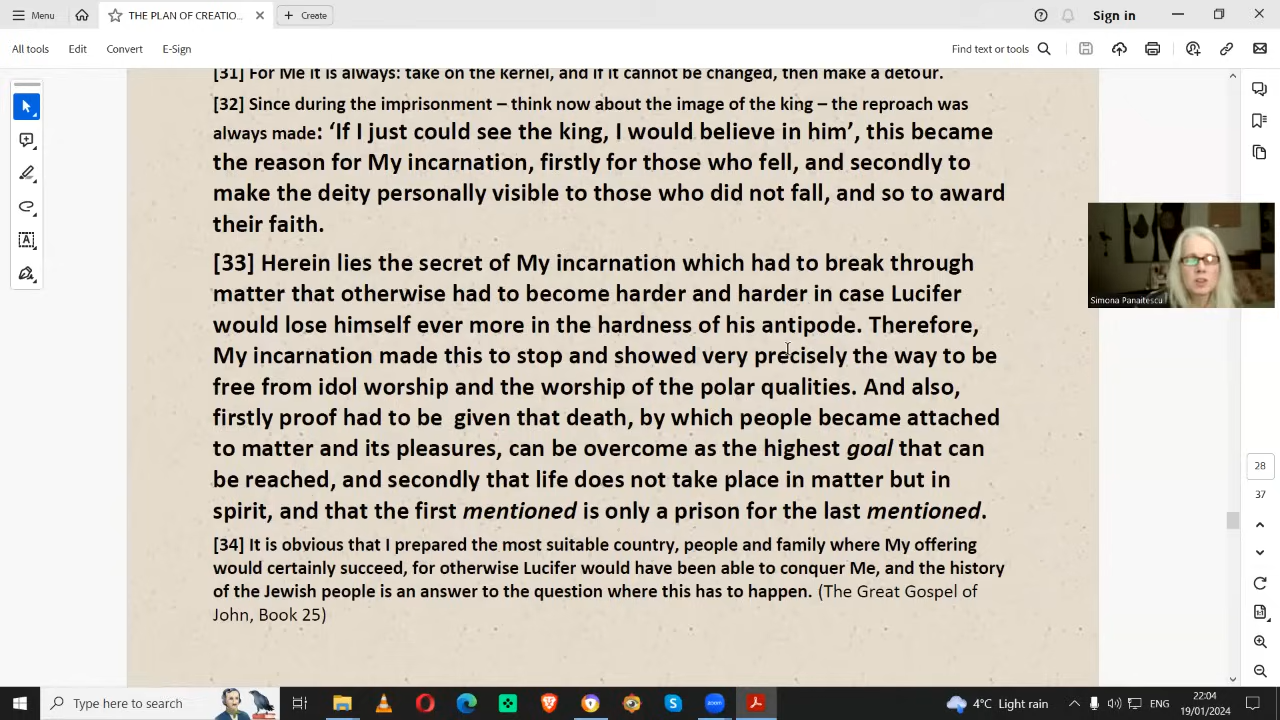 Menu
THE PLAN OF CREATIO...
Create
Sign in
All tools
Edit
Convert
E-Sign
Find text or tools
[31] For Me it is always: take on the kernel, and if it cannot be changed, then make a detour.
[32] Since during the imprisonment – think now about the image of the king – the reproach was
always made: ‘If I just could see the king, I would believe in him’, this became
the reason for My incarnation, firstly for those who fell, and secondly to
make the deity personally visible to those who did not fall, and so to award
their faith.
[33] Herein lies the secret of My incarnation which had to break through
matter that otherwise had to become harder and harder in case Lucifer
would lose himself ever more in the hardness of his antipode. Therefore,
My incarnation made this to stop and showed very precisely the way to be
free from idol worship and the worship of the polar qualities. And also,
firstly proof had to be given that death, by which people became attached
to matter and its pleasures, can be overcome as the highest goal that can
be reached, and secondly that life does not take place in matter but in
spirit, and that the first mentioned is only a prison for the last mentioned.
[34] It is obvious that I prepared the most suitable country, people and family where My offering
would certainly succeed, for otherwise Lucifer would have been able to conquer Me, and the history
of the Jewish people is an answer to the question where this has to happen. (The Great Gospel of
John, Book 25)
Simona Panaitescu
28
37
Type here to search
zoom
4°C Light rain
ENG
22:04
19/01/2024